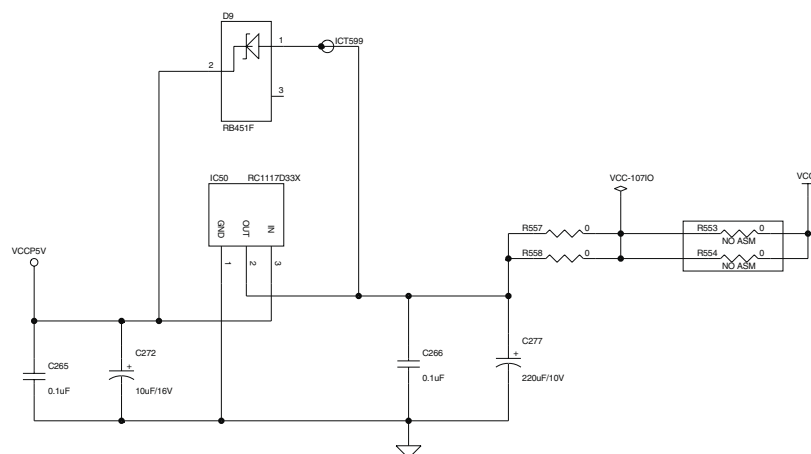 D9
1
ICT599
2
3
RB451F
IC50 RC1117D33X
GND
OUT
IN
1
2
3
VCCP5V
VCC-107IO
VCC
R557 0
R558 0
R553 0
NO ASM
R554 0
NO ASM
C265
0.1uF
C272
+
10uF/16V
C266
0.1uF
C277
+
220uF/10V